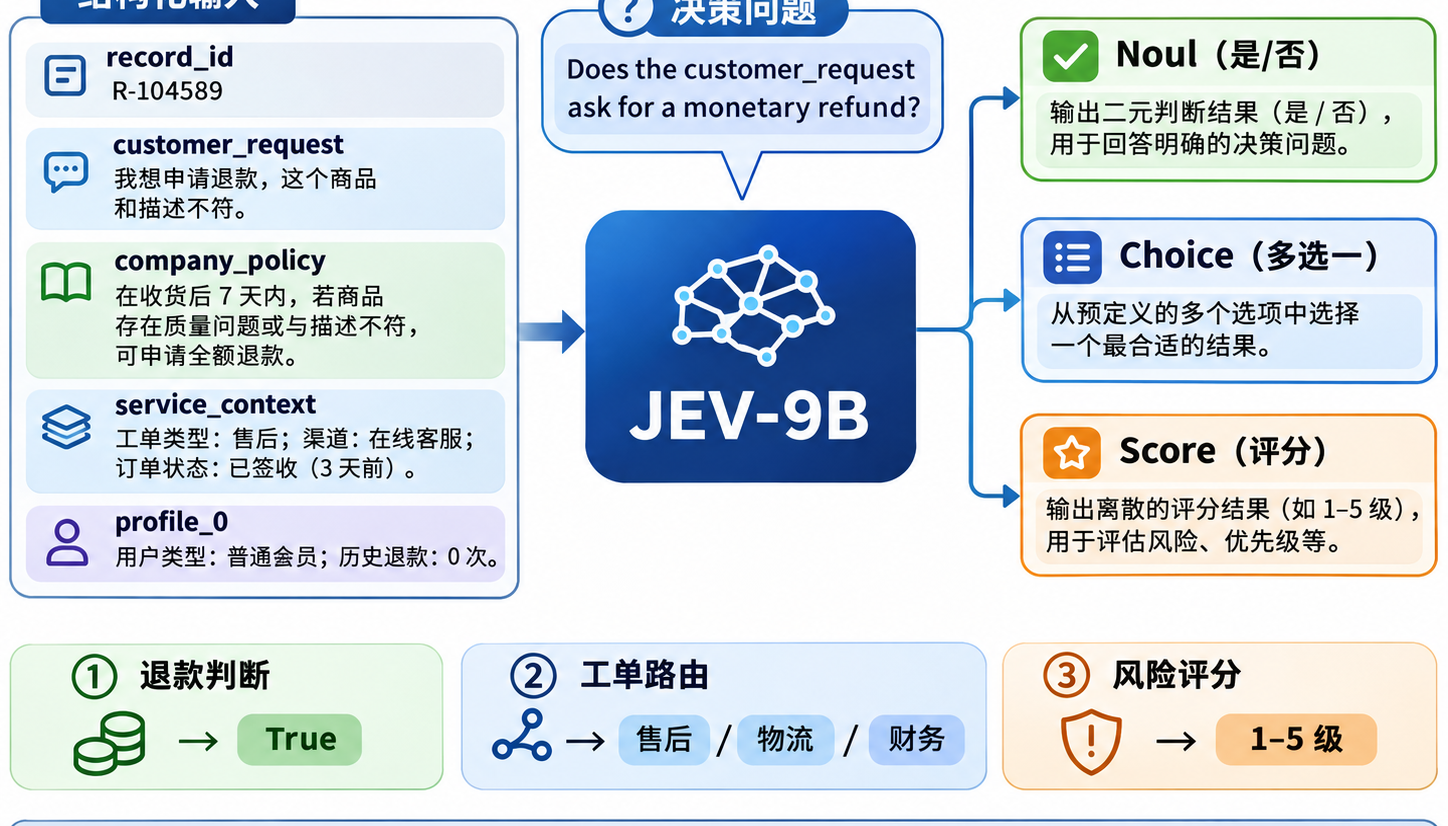 结构化输入
record_id
R-104589
customer_request
我想申请退款，这个商品
和描述不符。
company_policy
在收货后 7 天内，若商品
存在质量问题或与描述不符，
可申请全额退款。
service_context
工单类型：售后；渠道：在线客服；
订单状态：已签收（3 天前）。
profile_0
用户类型：普通会员；历史退款：0 次。
? 决策问题
Does the customer_request
ask for a monetary refund?
JEV-9B
Noul（是/否）
输出二元判断结果（是 / 否），
用于回答明确的决策问题。
Choice（多选一）
从预定义的多个选项中选择
一个最合适的结果。
Score（评分）
输出离散的评分结果（如 1–5 级），
用于评估风险、优先级等。
① 退款判断
→ True
② 工单路由
→ 售后 / 物流 / 财务
③ 风险评分
! → 1–5 级